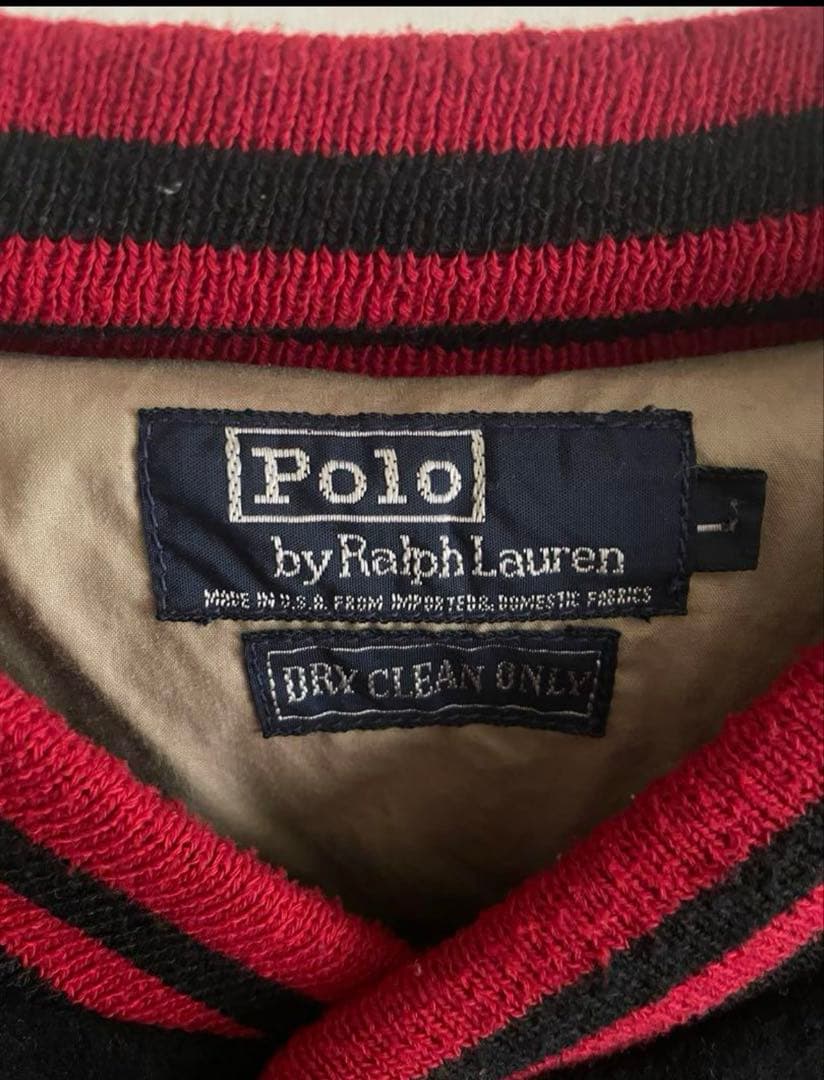 Polo
by Ralph Lauren
MADE IN U.S.A. FROM IMPORTED & DOMESTIC FABRICS
L
DRY CLEAN ONLY